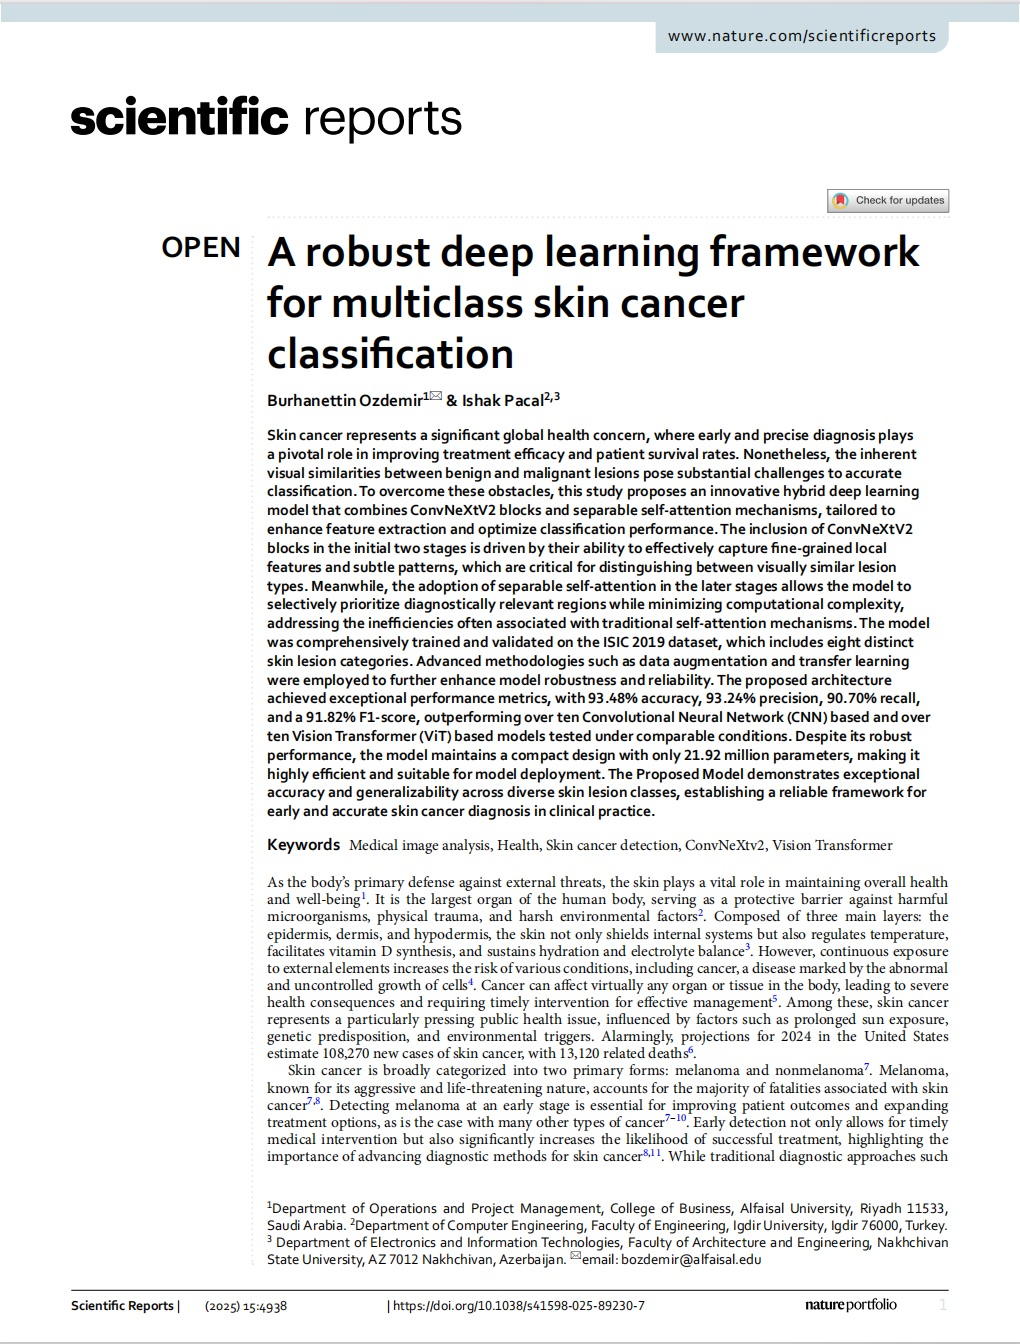 www.nature.com/scientificreports
scientific reports
Check for updates
OPEN
A robust deep learning framework
for multiclass skin cancer
classification
Burhanettin Ozdemir1✉ & Ishak Pacal2,3
Skin cancer represents a significant global health concern, where early and precise diagnosis plays
a pivotal role in improving treatment efficacy and patient survival rates. Nonetheless, the inherent
visual similarities between benign and malignant lesions pose substantial challenges to accurate
classification. To overcome these obstacles, this study proposes an innovative hybrid deep learning
model that combines ConvNeXtV2 blocks and separable self-attention mechanisms, tailored to
enhance feature extraction and optimize classification performance. The inclusion of ConvNeXtV2
blocks in the initial two stages is driven by their ability to effectively capture fine-grained local
features and subtle patterns, which are critical for distinguishing between visually similar lesion
types. Meanwhile, the adoption of separable self-attention in the later stages allows the model to
selectively prioritize diagnostically relevant regions while minimizing computational complexity,
addressing the inefficiencies often associated with traditional self-attention mechanisms. The model
was comprehensively trained and validated on the ISIC 2019 dataset, which includes eight distinct
skin lesion categories. Advanced methodologies such as data augmentation and transfer learning
were employed to further enhance model robustness and reliability. The proposed architecture
achieved exceptional performance metrics, with 93.48% accuracy, 93.24% precision, 90.70% recall,
and a 91.82% F1-score, outperforming over ten Convolutional Neural Network (CNN) based and over
ten Vision Transformer (ViT) based models tested under comparable conditions. Despite its robust
performance, the model maintains a compact design with only 21.92 million parameters, making it
highly efficient and suitable for model deployment. The Proposed Model demonstrates exceptional
accuracy and generalizability across diverse skin lesion classes, establishing a reliable framework for
early and accurate skin cancer diagnosis in clinical practice.
Keywords Medical image analysis, Health, Skin cancer detection, ConvNeXtv2, Vision Transformer
As the body's primary defense against external threats, the skin plays a vital role in maintaining overall health
and well-being1. It is the largest organ of the human body, serving as a protective barrier against harmful
microorganisms, physical trauma, and harsh environmental factors2. Composed of three main layers: the
epidermis, dermis, and hypodermis, the skin not only shields internal systems but also regulates temperature,
facilitates vitamin D synthesis, and sustains hydration and electrolyte balance3. However, continuous exposure
to external elements increases the risk of various conditions, including cancer, a disease marked by the abnormal
and uncontrolled growth of cells4. Cancer can affect virtually any organ or tissue in the body, leading to severe
health consequences and requiring timely intervention for effective management5. Among these, skin cancer
represents a particularly pressing public health issue, influenced by factors such as prolonged sun exposure,
genetic predisposition, and environmental triggers. Alarmingly, projections for 2024 in the United States
estimate 108,270 new cases of skin cancer, with 13,120 related deaths6.
Skin cancer is broadly categorized into two primary forms: melanoma and nonmelanoma7. Melanoma,
known for its aggressive and life-threatening nature, accounts for the majority of fatalities associated with skin
cancer7,8. Detecting melanoma at an early stage is essential for improving patient outcomes and expanding
treatment options, as is the case with many other types of cancer7–10. Early detection not only allows for timely
medical intervention but also significantly increases the likelihood of successful treatment, highlighting the
importance of advancing diagnostic methods for skin cancer8,11. While traditional diagnostic approaches such
1Department of Operations and Project Management, College of Business, Alfaisal University, Riyadh 11533,
Saudi Arabia. 2Department of Computer Engineering, Faculty of Engineering, Igdir University, Igdir 76000, Turkey.
3 Department of Electronics and Information Technologies, Faculty of Architecture and Engineering, Nakhchivan
State University, AZ 7012 Nakhchivan, Azerbaijan. ✉email: bozdemir@alfaisal.edu
Scientific Reports | (2025) 15:4938 | https://doi.org/10.1038/s41598-025-89230-7 natureportfolio 1